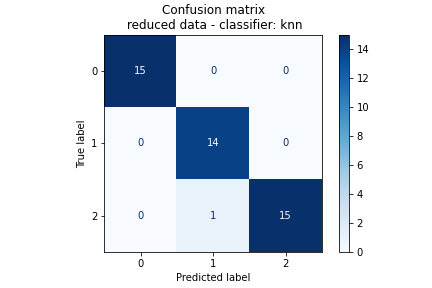 Confusion matrix
reduced data - classifier: knn
True label
0
15 0 0
1
0 14 0
2
0 1 15
0 1 2
Predicted label
14
12
10
8
6
4
2
0